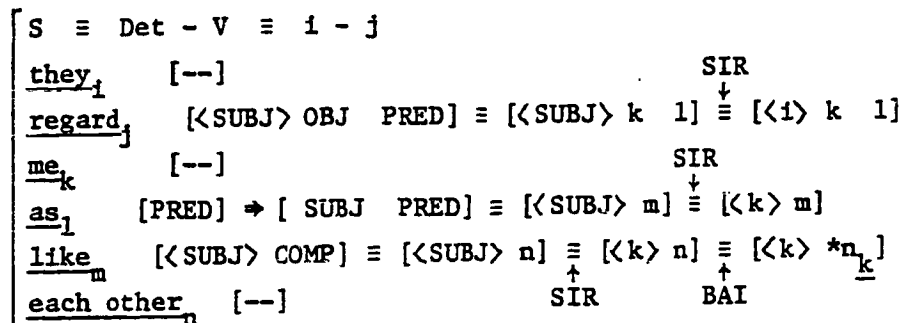 S ≡ Det - V ≡ i - j
they_i [--] SIR
regard_j [<SUBJ> OBJ PRED] ≡ [<SUBJ> k l] ≡ [<i> k l]
me_k [--] SIR
as_l [PRED] ⇒ [ SUBJ PRED] ≡ [<SUBJ> m] ≡ [<k> m]
like_m [<SUBJ> COMP] ≡ [<SUBJ> n] ≡ [<k> n] ≡ [<k> *n_k]
each other_n [--] SIR BAI